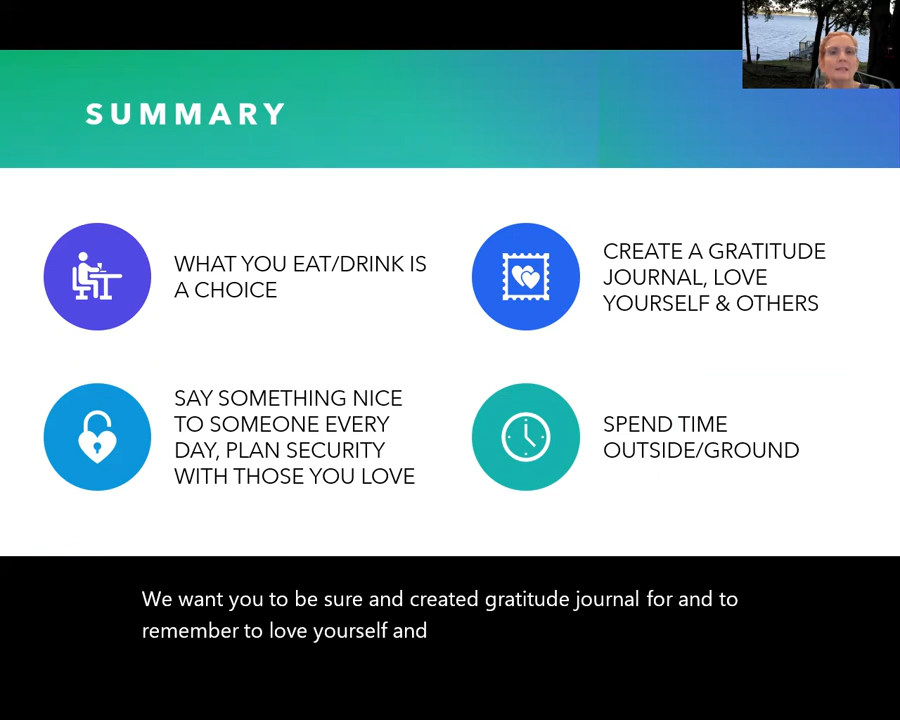 SUMMARY
WHAT YOU EAT/DRINK IS
A CHOICE
CREATE A GRATITUDE
JOURNAL, LOVE
YOURSELF & OTHERS
SAY SOMETHING NICE
TO SOMEONE EVERY
DAY, PLAN SECURITY
WITH THOSE YOU LOVE
SPEND TIME
OUTSIDE/GROUND
We want you to be sure and created gratitude journal for and to
remember to love yourself and